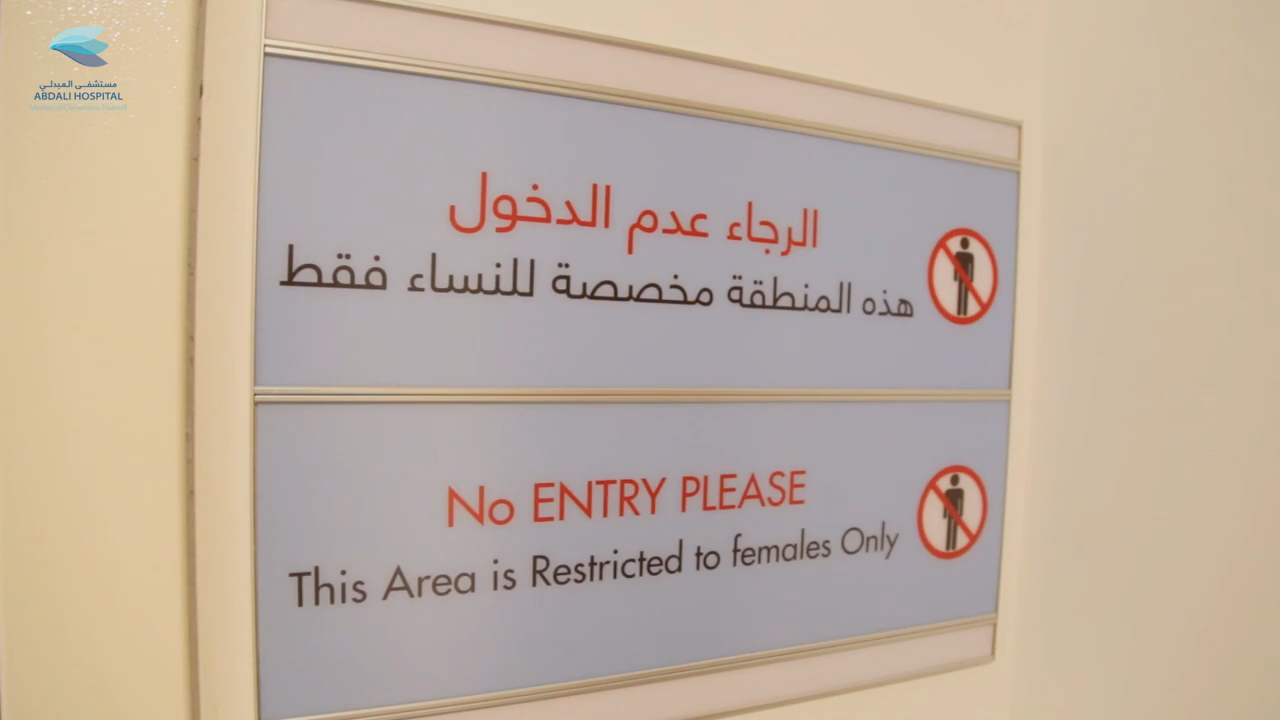 مستشفى العبدلي
ABDALI HOSPITAL
الرجاء عدم الدخول
هذه المنطقة مخصصة للنساء فقط
No ENTRY PLEASE
This Area is Restricted to females Only